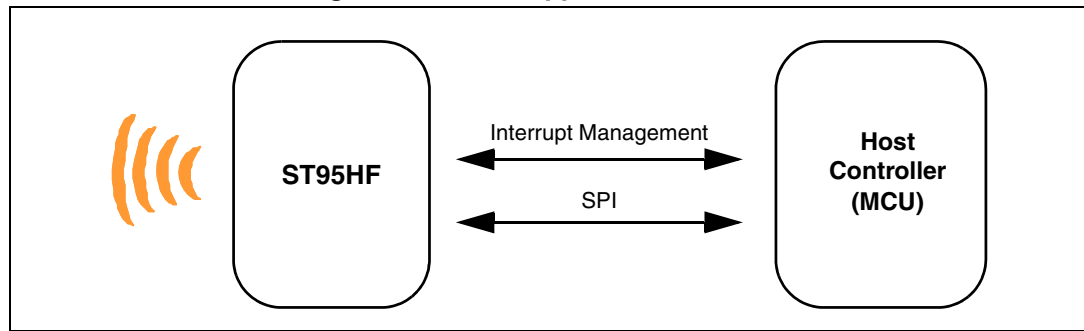 ST95HF
Interrupt Management
SPI
Host
Controller
(MCU)